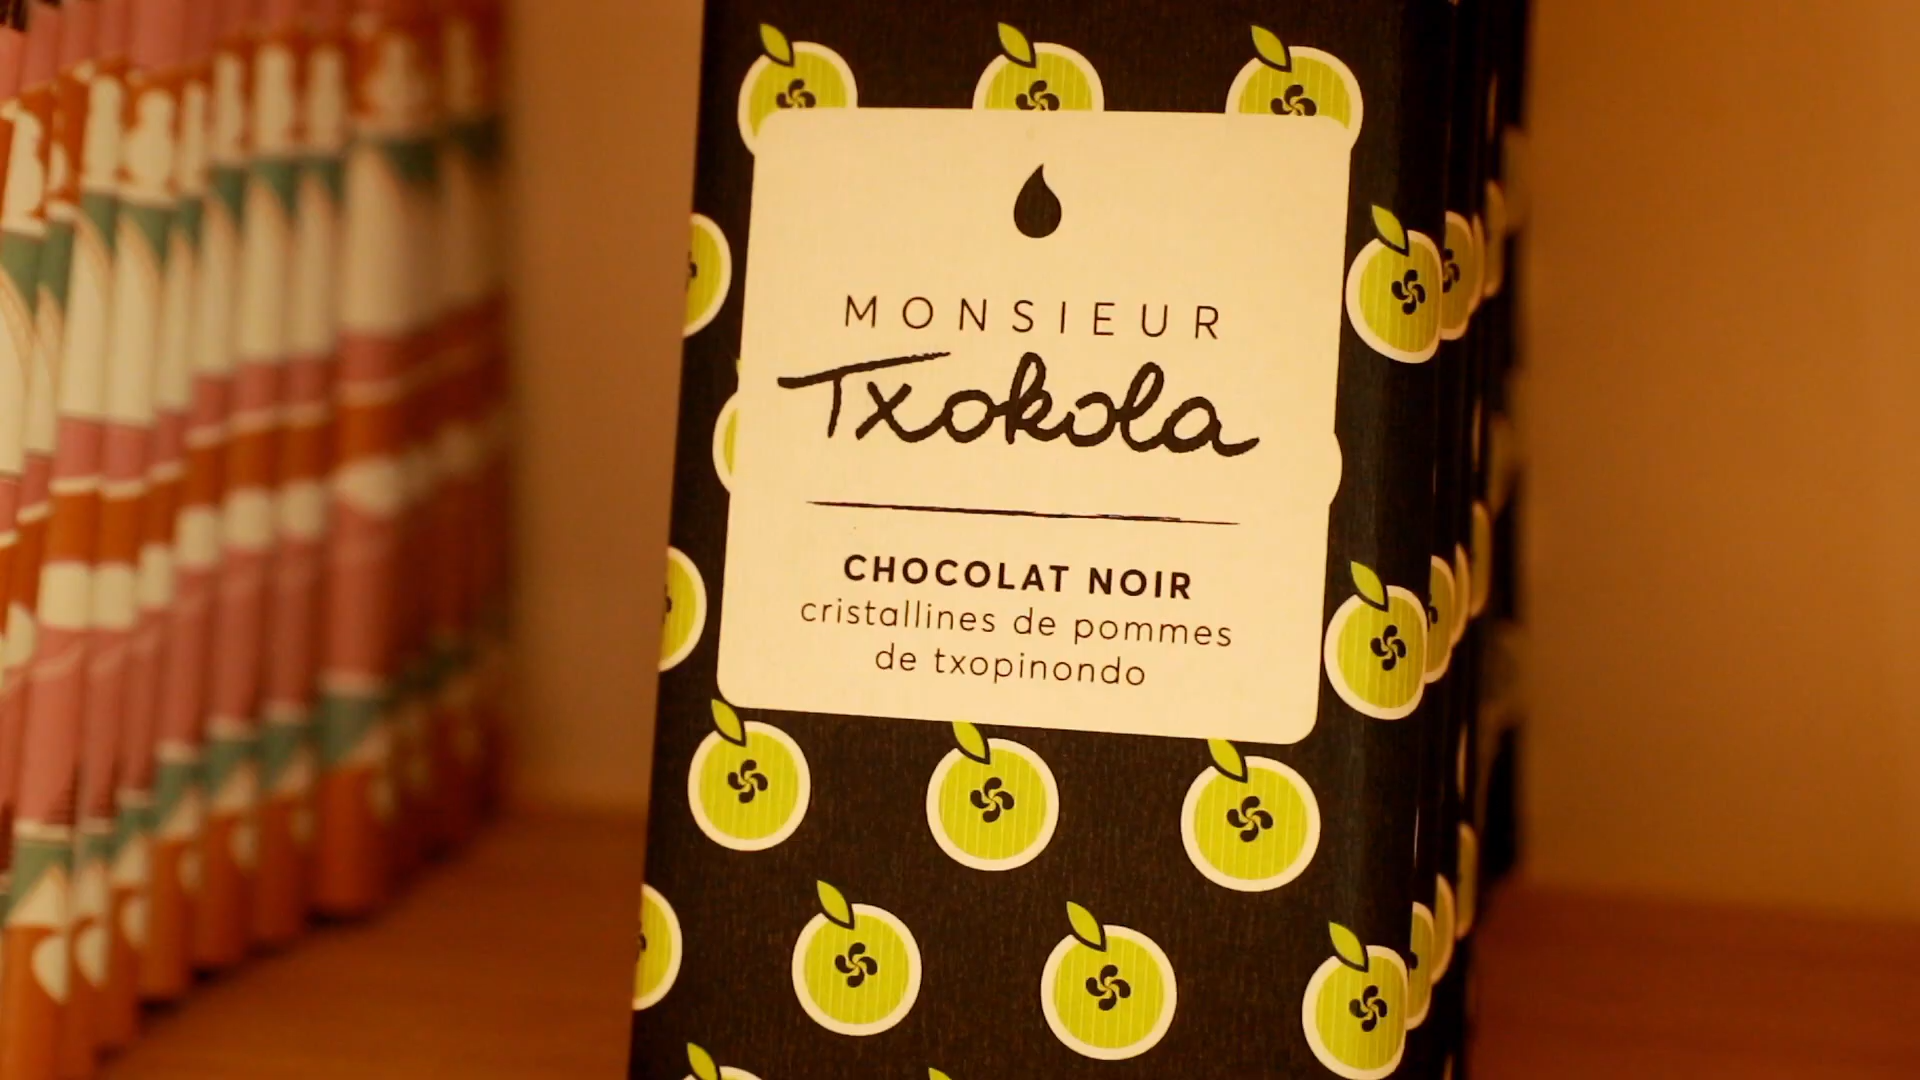 MONSIEUR
Txokola
CHOCOLAT NOIR
cristallines de pommes
de txopinondo